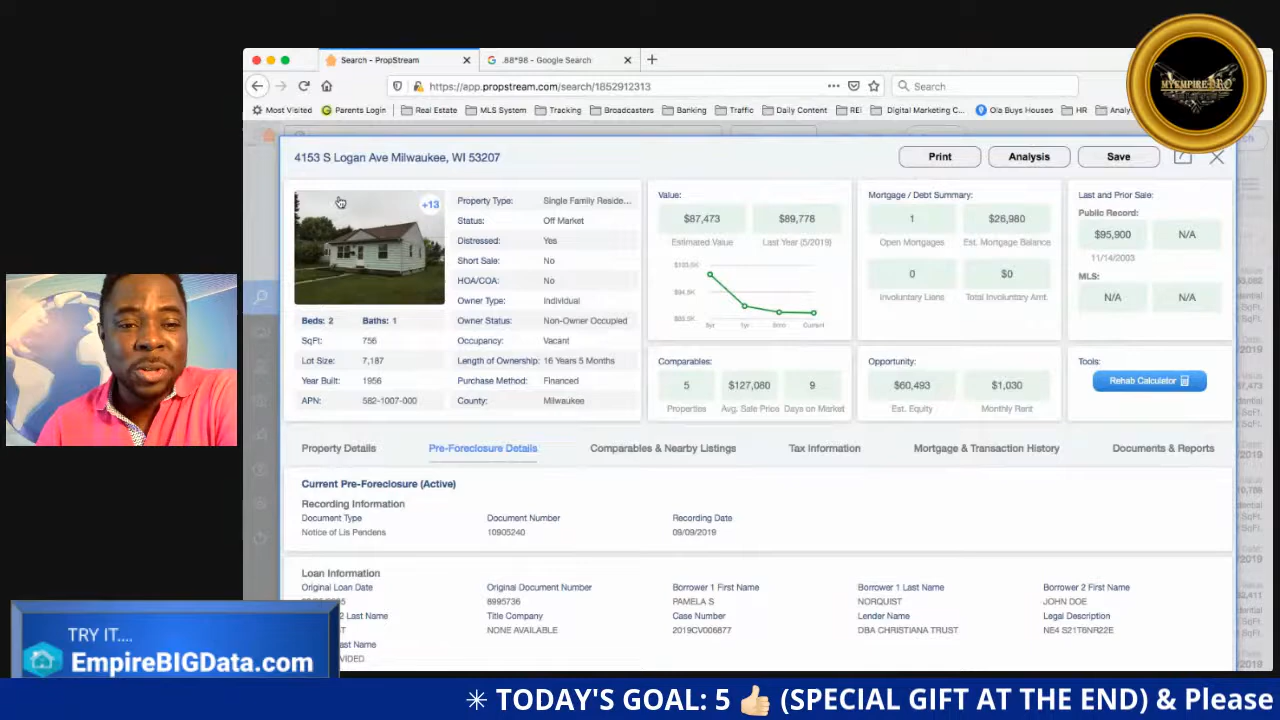 Search - PropStream
.88*98 - Google Search
https://app.propstream.com/search/1852912313
Search
Most Visited
Parents Login
Real Estate
MLS System
Tracking
Broadcasters
Banking
Traffic
Daily Content
REI
Digital Marketing C...
Ola Buys Houses
HR
MYEMPIREPRO
4153 S Logan Ave Milwaukee, WI 53207
Print
Analysis
Save
+13
Beds: 2 Baths: 1
SqFt: 756
Lot Size: 7,187
Year Built: 1956
APN: 582-1007-000
Property Type: Single Family Reside...
Status: Off Market
Distressed: Yes
Short Sale: No
HOA/COA: No
Owner Type: Individual
Owner Status: Non-Owner Occupied
Occupancy: Vacant
Length of Ownership: 16 Years 5 Months
Purchase Method: Financed
County: Milwaukee
Value:
$87,473 $89,778
Estimated Value Last Year (5/2019)
Mortgage / Debt Summary:
1 $26,980
Open Mortgages Est. Mortgage Balance
0 $0
Involuntary Liens Total Involuntary Amt.
Last and Prior Sale:
Public Record:
$95,900 N/A
11/14/2003
MLS:
N/A N/A
Comparables:
5 $127,080 9
Properties Avg. Sale Price Days on Market
Opportunity:
$60,493 $1,030
Est. Equity Monthly Rent
Tools:
Rehab Calculator
Property Details
Pre-Foreclosure Details
Comparables & Nearby Listings
Tax Information
Mortgage & Transaction History
Documents & Reports
Current Pre-Foreclosure (Active)
Recording Information
Document Type Document Number Recording Date
Notice of Lis Pendens 10905240 09/09/2019
Loan Information
Original Loan Date Original Document Number Borrower 1 First Name Borrower 1 Last Name Borrower 2 First Name
8995736 PAMELA S NORQUIST JOHN DOE
2 Last Name Title Company Case Number Lender Name Legal Description
NONE AVAILABLE 2019CV006877 DBA CHRISTIANA TRUST NE4 S21T6NR22E
TRY IT....
EmpireBIGData.com
✳ TODAY'S GOAL: 5 👍🏼 (SPECIAL GIFT AT THE END) & Please